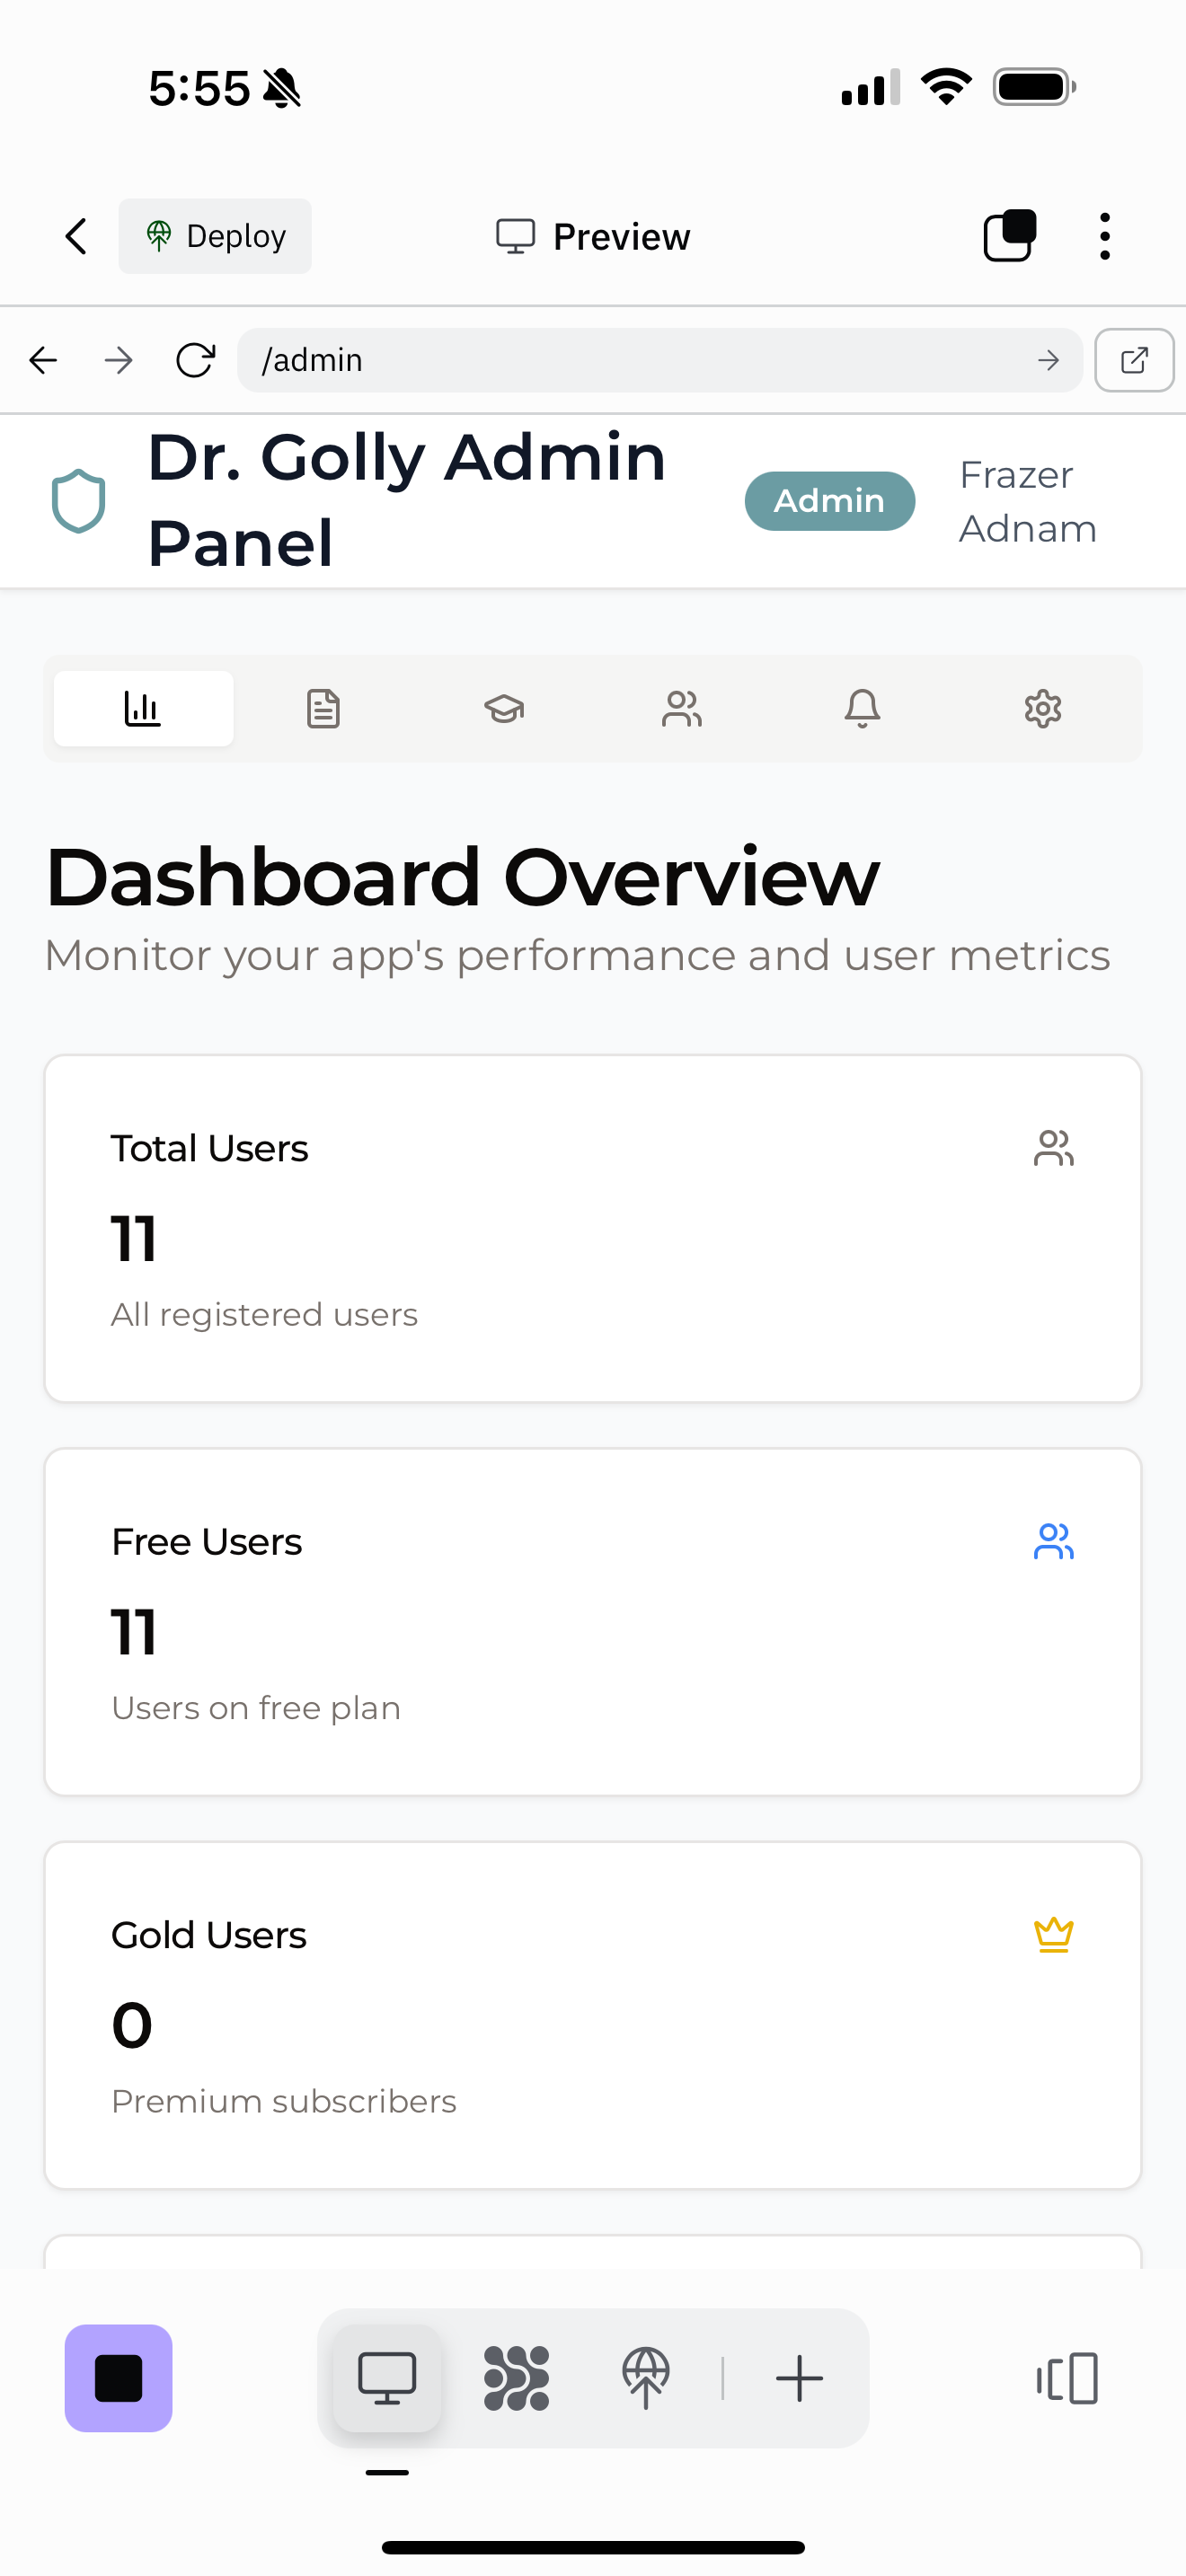 5:55
Deploy
Preview
/admin
Dr. Golly Admin
Panel
Admin
Frazer
Adnam
Dashboard Overview
Monitor your app's performance and user metrics
Total Users
11
All registered users
Free Users
11
Users on free plan
Gold Users
0
Premium subscribers